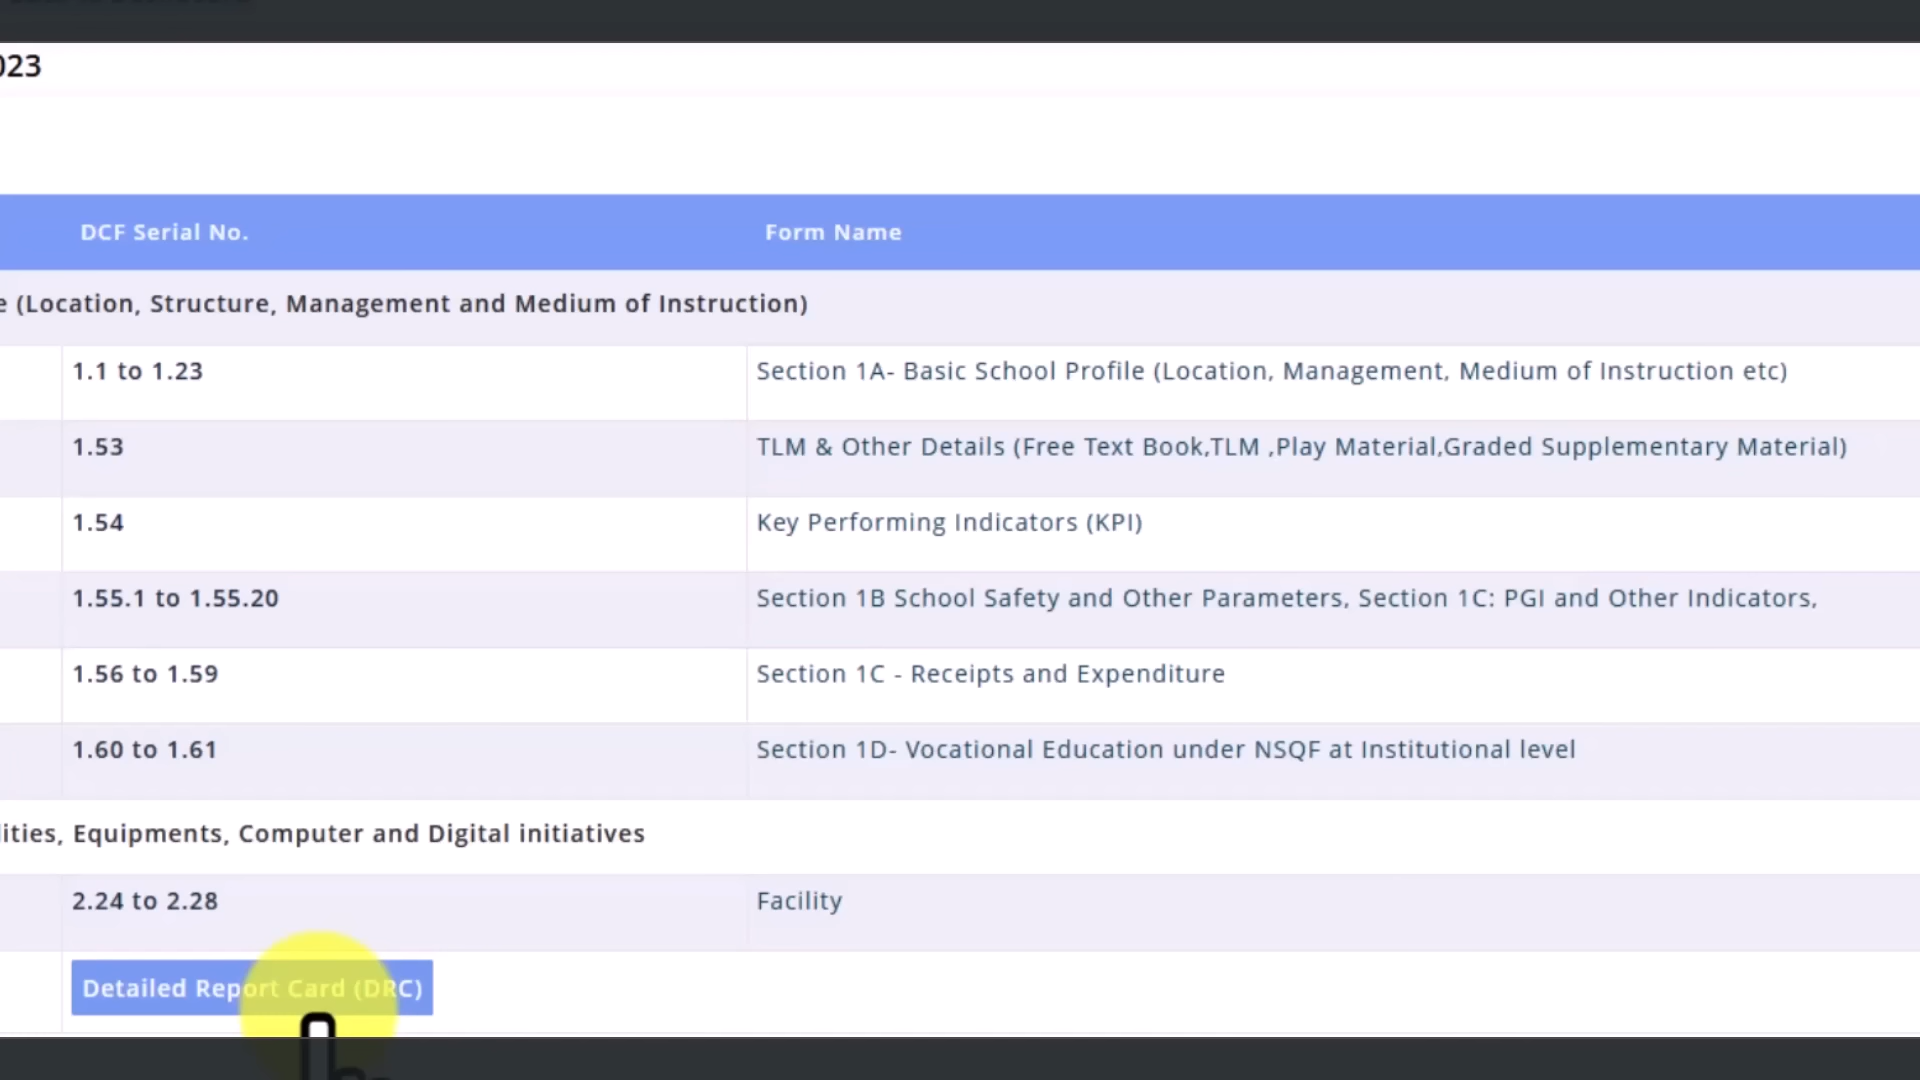 023
DCF Serial No. Form Name
e (Location, Structure, Management and Medium of Instruction)
1.1 to 1.23 Section 1A- Basic School Profile (Location, Management, Medium of Instruction etc)
1.53 TLM & Other Details (Free Text Book,TLM ,Play Material,Graded Supplementary Material)
1.54 Key Performing Indicators (KPI)
1.55.1 to 1.55.20 Section 1B School Safety and Other Parameters, Section 1C: PGI and Other Indicators,
1.56 to 1.59 Section 1C - Receipts and Expenditure
1.60 to 1.61 Section 1D- Vocational Education under NSQF at Institutional level
lities, Equipments, Computer and Digital initiatives
2.24 to 2.28 Facility
Detailed Report Card (DRC)